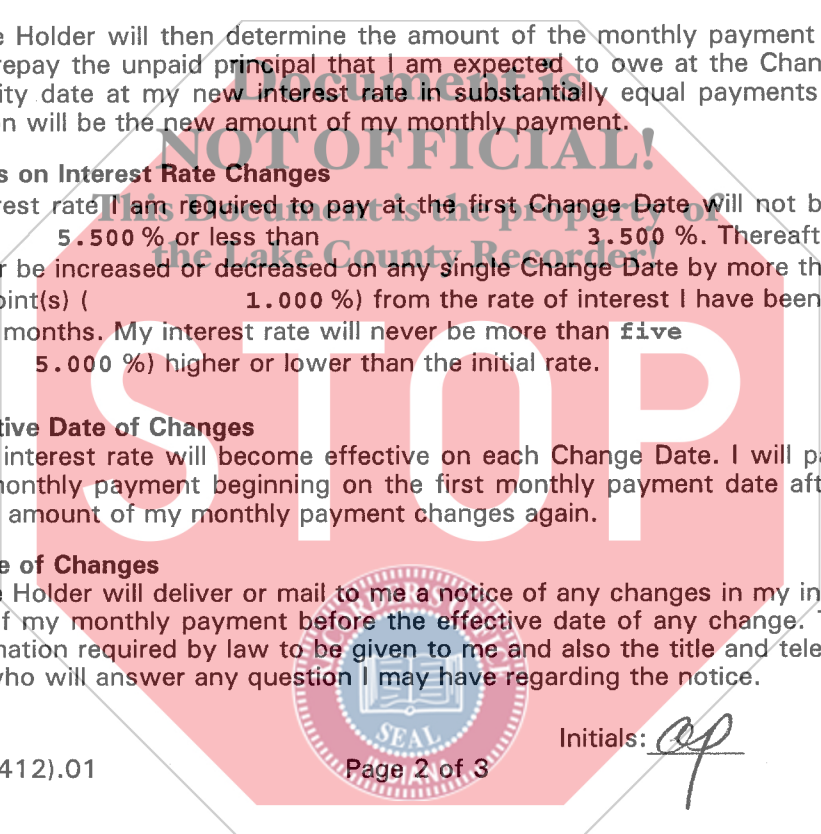 e Holder will then determine the amount of the monthly payment
repay the unpaid principal that I am expected to owe at the Chan
ity date at my new interest rate in substantially equal payments
n will be the new amount of my monthly payment.
Document is
NOT OFFICIAL!
This Document is the property of
the Lake County Recorder!
s on Interest Rate Changes
rest rate I am required to pay at the first Change Date will not b
5.500 % or less than 3.500 %. Thereaft
r be increased or decreased on any single Change Date by more th
oint(s) ( 1.000 %) from the rate of interest I have been
months. My interest rate will never be more than five
5.000 %) higher or lower than the initial rate.
STOP
tive Date of Changes
interest rate will become effective on each Change Date. I will pa
monthly payment beginning on the first monthly payment date aft
amount of my monthly payment changes again.
e of Changes
e Holder will deliver or mail to me a notice of any changes in my in
f my monthly payment before the effective date of any change. T
mation required by law to be given to me and also the title and tele
who will answer any question I may have regarding the notice.
SEAL
Initials:
412).01 Page 2 of 3